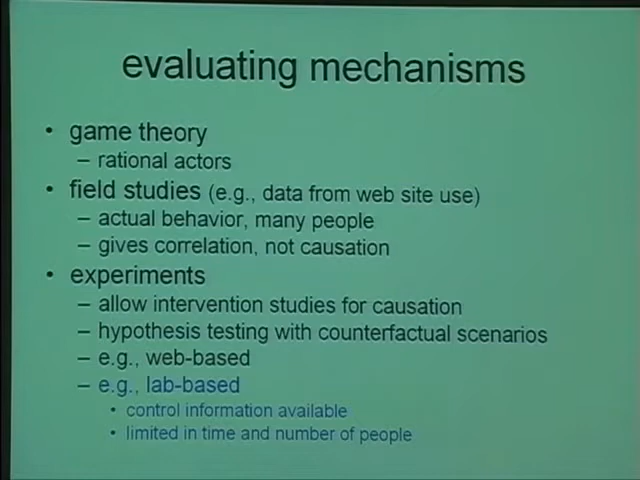 evaluating mechanisms
• game theory
– rational actors
• field studies (e.g., data from web site use)
– actual behavior, many people
– gives correlation, not causation
• experiments
– allow intervention studies for causation
– hypothesis testing with counterfactual scenarios
– e.g., web-based
– e.g., lab-based
• control information available
• limited in time and number of people